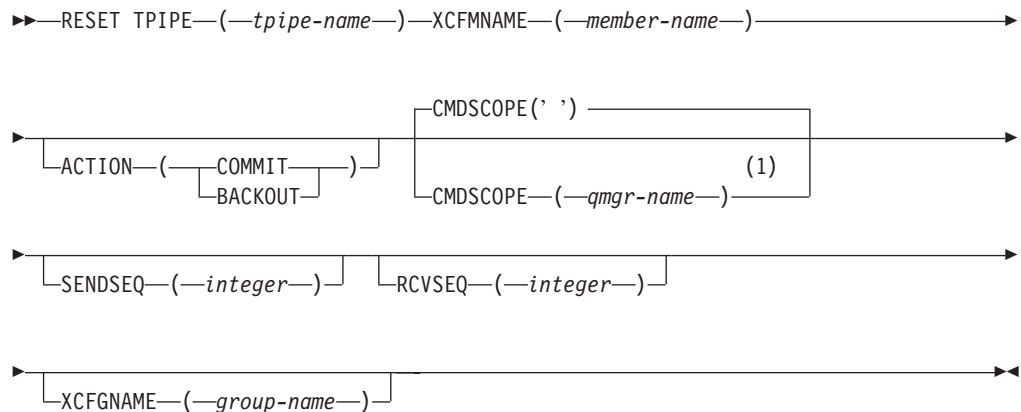 RESET TPIPE ( tpipe-name ) XCFMNAME ( member-name )
CMDSCOPE(' ')
ACTION ( COMMIT )
BACKOUT
(1)
CMDSCOPE ( qmgr-name )
SENDSEQ ( integer ) RCVSEQ ( integer )
XCFGNAME ( group-name )